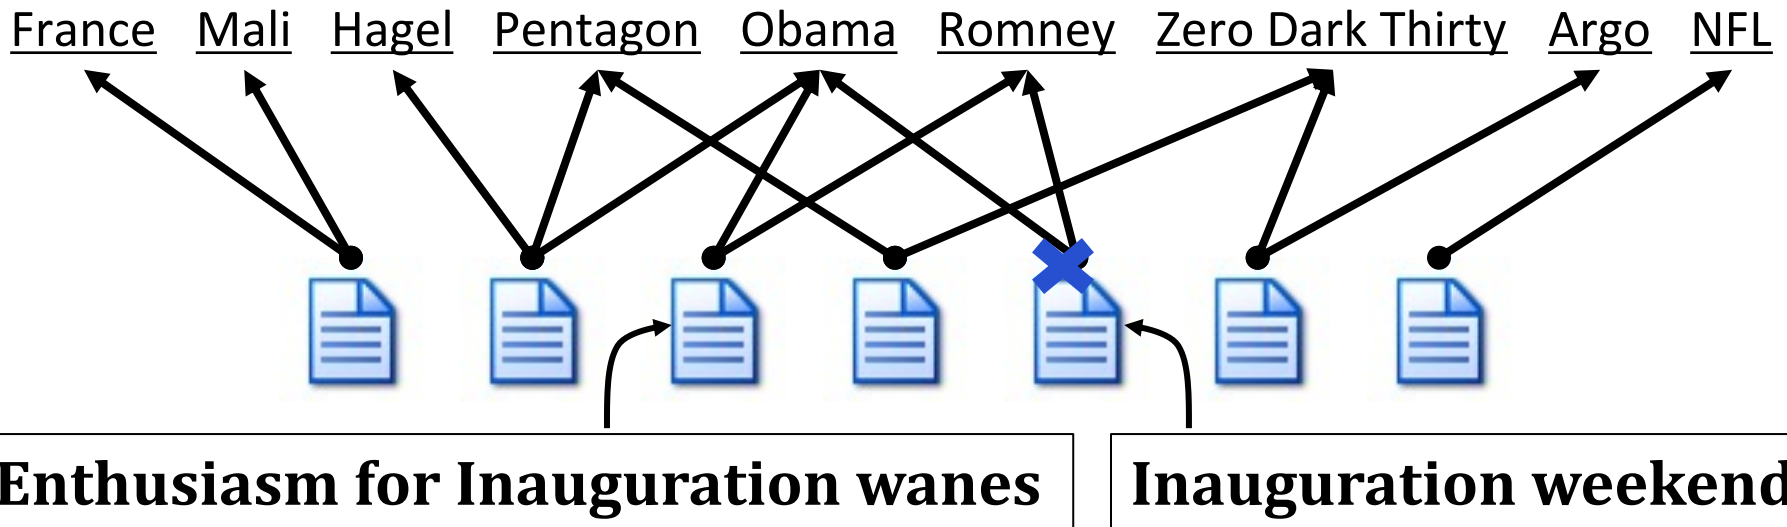 France Mali Hagel Pentagon Obama Romney Zero Dark Thirty Argo NFL
Enthusiasm for Inauguration wanes Inauguration weekend